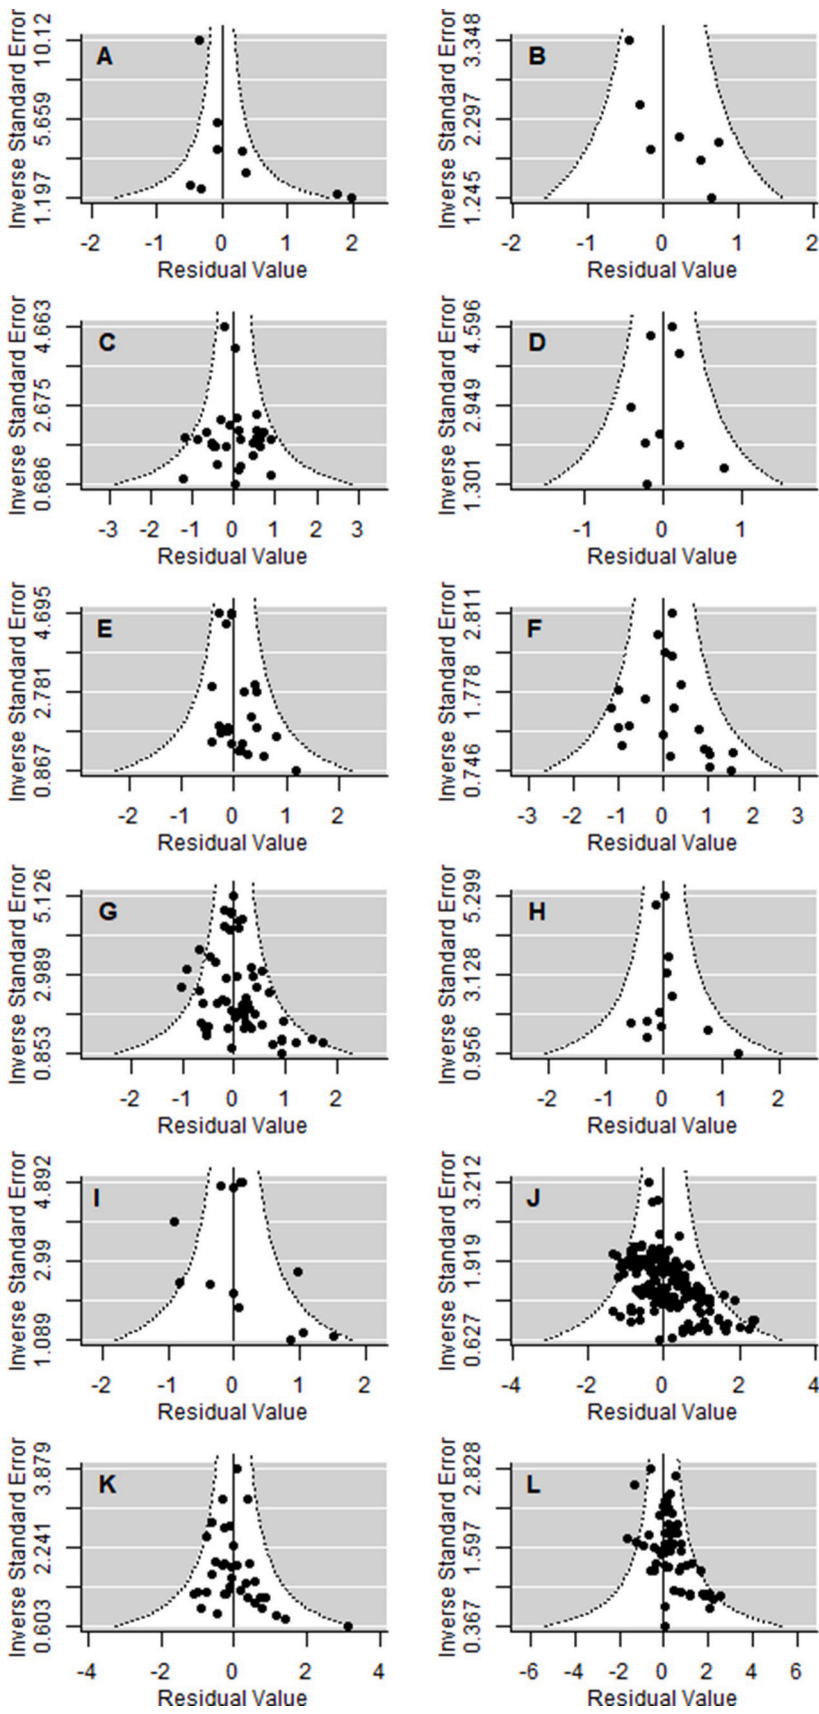 A
Inverse Standard Error
10.12
5.659
1.197
-2 -1 0 1 2
Residual Value
B
Inverse Standard Error
3.348
2.297
1.245
-2 -1 0 1 2
Residual Value
C
Inverse Standard Error
4.663
2.675
0.686
-3 -2 -1 0 1 2 3
Residual Value
D
Inverse Standard Error
4.596
2.949
1.301
-1 0 1
Residual Value
E
Inverse Standard Error
4.695
2.781
0.867
-2 -1 0 1 2
Residual Value
F
Inverse Standard Error
2.811
1.778
0.746
-3 -2 -1 0 1 2 3
Residual Value
G
Inverse Standard Error
5.126
2.989
0.853
-2 -1 0 1 2
Residual Value
H
Inverse Standard Error
5.299
3.128
0.956
-2 -1 0 1 2
Residual Value
I
Inverse Standard Error
4.892
2.99
1.089
-2 -1 0 1 2
Residual Value
J
Inverse Standard Error
3.212
1.919
0.627
-4 -2 0 2 4
Residual Value
K
Inverse Standard Error
3.879
2.241
0.603
-4 -2 0 2 4
Residual Value
L
Inverse Standard Error
2.828
1.597
0.367
-6 -4 -2 0 2 4 6
Residual Value